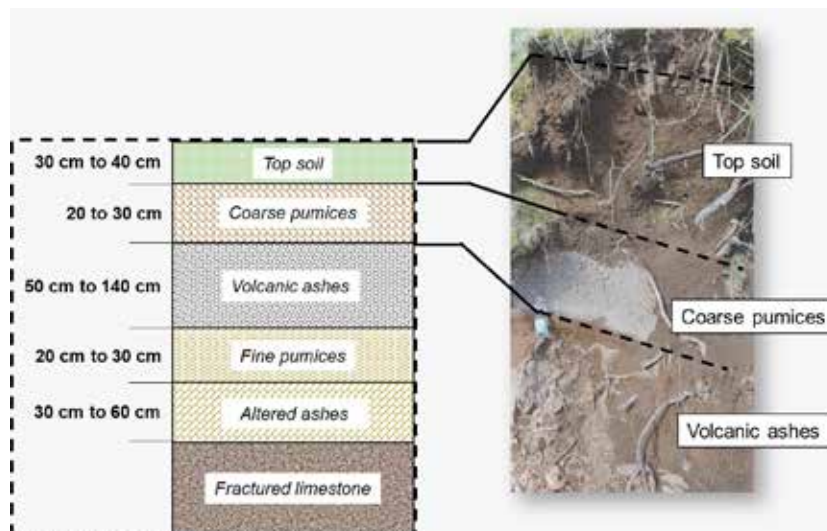 30 cm to 40 cm
Top soil
20 to 30 cm
Coarse pumices
50 cm to 140 cm
Volcanic ashes
20 cm to 30 cm
Fine pumices
30 cm to 60 cm
Altered ashes
Fractured limestone
Top soil
Coarse pumices
Volcanic ashes